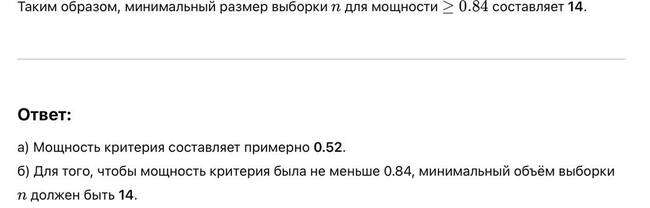 Таким образом, минимальный размер выборки n для мощности ≥ 0.84 составляет 14.
Ответ:
а) Мощность критерия составляет примерно 0.52.
б) Для того, чтобы мощность критерия была не меньше 0.84, минимальный объём выборки
n должен быть 14.